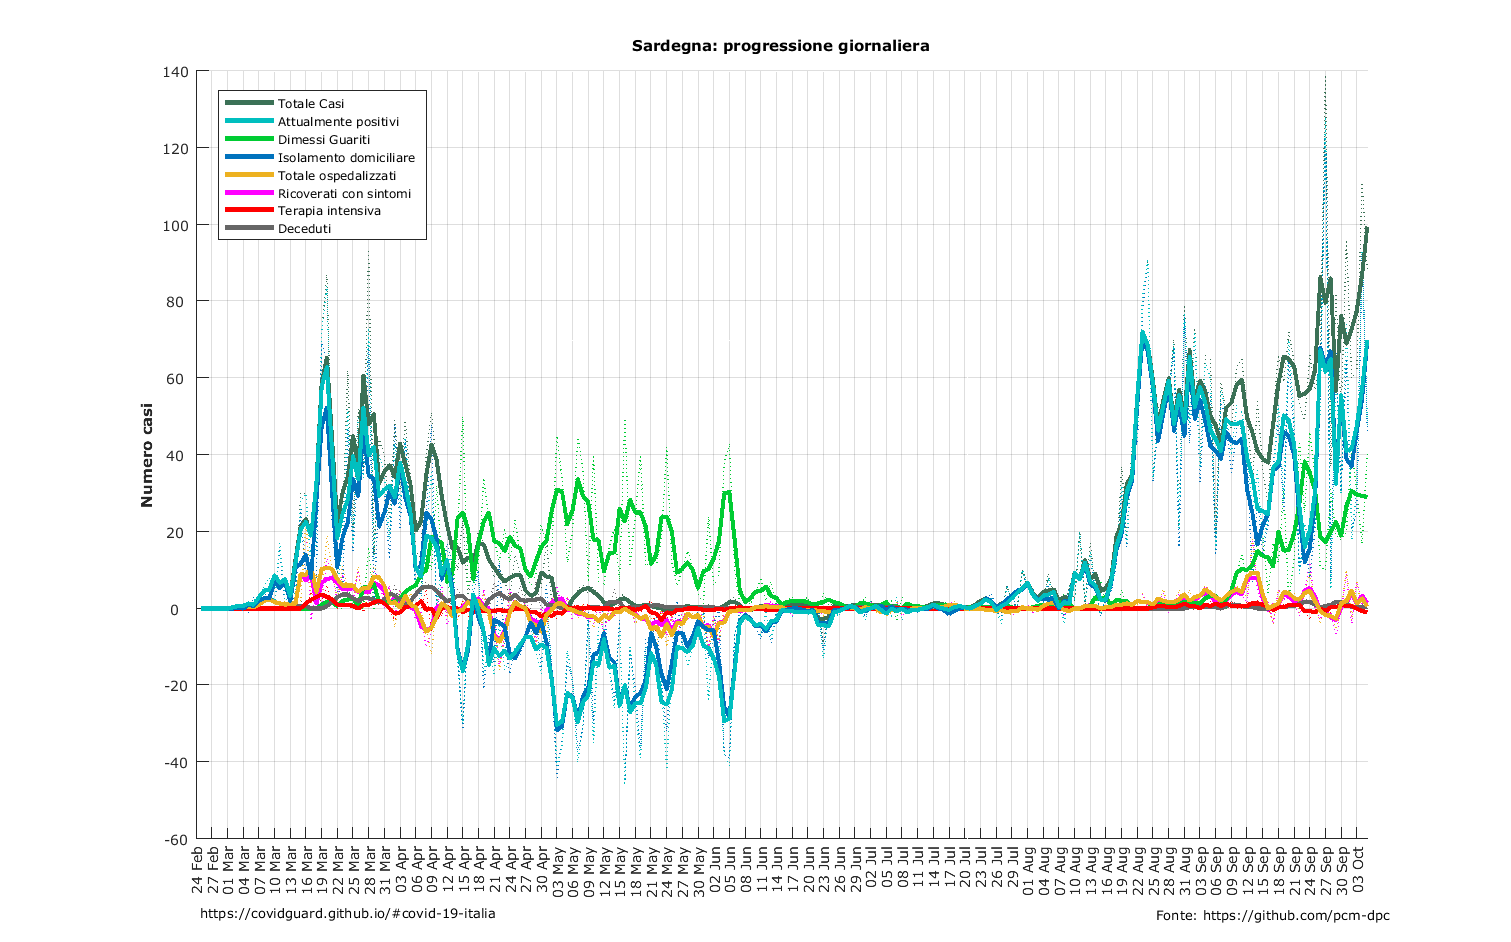 Sardegna: progressione giornaliera
140
120
100
80
60
40
20
0
-20
-40
-60
Numero casi
Totale Casi
Attualmente positivi
Dimessi Guariti
Isolamento domiciliare
Totale ospedalizzati
Ricoverati con sintomi
Terapia intensiva
Deceduti
24 Feb
27 Feb
01 Mar
04 Mar
07 Mar
10 Mar
13 Mar
16 Mar
19 Mar
22 Mar
25 Mar
28 Mar
31 Mar
03 Apr
06 Apr
09 Apr
12 Apr
15 Apr
18 Apr
21 Apr
24 Apr
27 Apr
30 Apr
03 May
06 May
09 May
12 May
15 May
18 May
21 May
24 May
27 May
30 May
02 Jun
05 Jun
08 Jun
11 Jun
14 Jun
17 Jun
20 Jun
23 Jun
26 Jun
29 Jun
02 Jul
05 Jul
08 Jul
11 Jul
14 Jul
17 Jul
20 Jul
23 Jul
26 Jul
29 Jul
01 Aug
04 Aug
07 Aug
10 Aug
13 Aug
16 Aug
19 Aug
22 Aug
25 Aug
28 Aug
31 Aug
03 Sep
06 Sep
09 Sep
12 Sep
15 Sep
18 Sep
21 Sep
24 Sep
27 Sep
30 Sep
03 Oct
https://covidguard.github.io/#covid-19-italia
Fonte: https://github.com/pcm-dpc